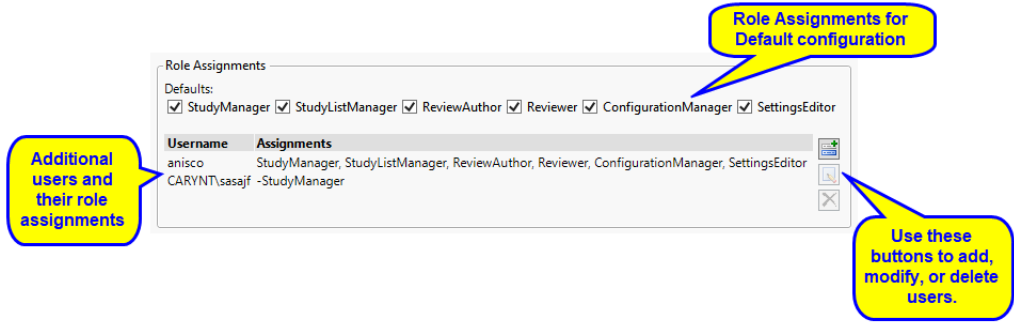 Role Assignments for
Default configuration
Role Assignments
Defaults:
StudyManager StudyListManager ReviewAuthor Reviewer ConfigurationManager SettingsEditor
Username Assignments
anisco StudyManager, StudyListManager, ReviewAuthor, Reviewer, ConfigurationManager, SettingsEditor
CARYNT\sasajf -StudyManager
Additional
users and
their role
assignments
Use these
buttons to add,
modify, or delete
users.